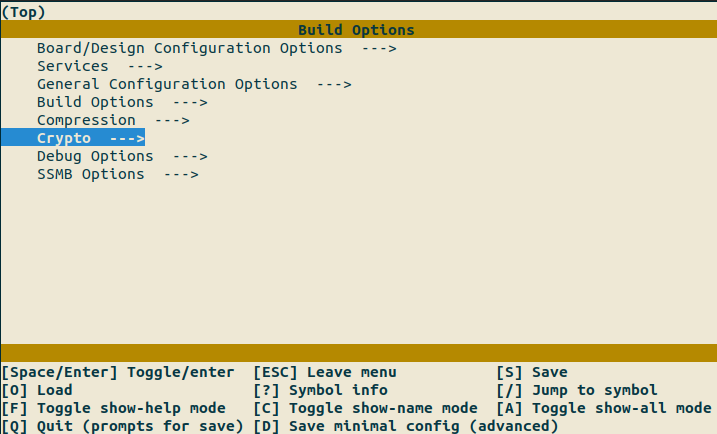 (Top)
Build Options
Board/Design Configuration Options  --->
Services  --->
General Configuration Options  --->
Build Options  --->
Compression  --->
Crypto  --->
Debug Options  --->
SSMB Options  --->
[Space/Enter] Toggle/enter  [ESC] Leave menu           [S] Save
[O] Load                    [?] Symbol info            [/] Jump to symbol
[F] Toggle show-help mode   [C] Toggle show-name mode  [A] Toggle show-all mode
[Q] Quit (prompts for save) [D] Save minimal config (advanced)